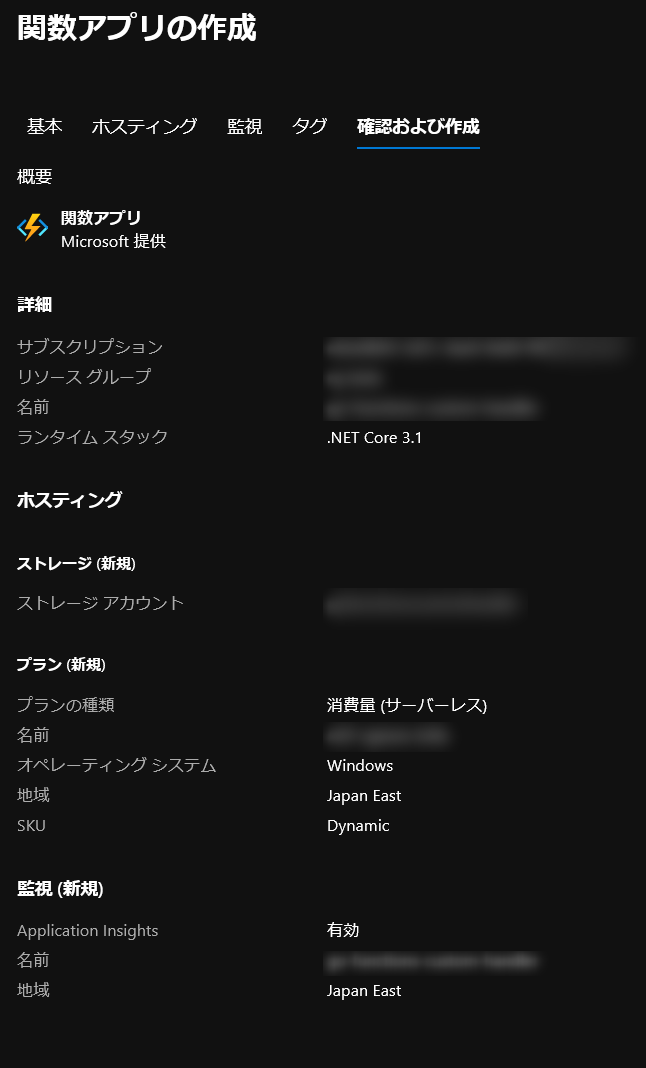 関数アプリの作成
基本 ホスティング 監視 タグ 確認および作成
概要
関数アプリ
Microsoft 提供
詳細
サブスクリプション
リソース グループ
名前
ランタイム スタック .NET Core 3.1
ホスティング
ストレージ (新規)
ストレージ アカウント
プラン (新規)
プランの種類 消費量 (サーバーレス)
名前
オペレーティング システム Windows
地域 Japan East
SKU Dynamic
監視 (新規)
Application Insights 有効
名前
地域 Japan East